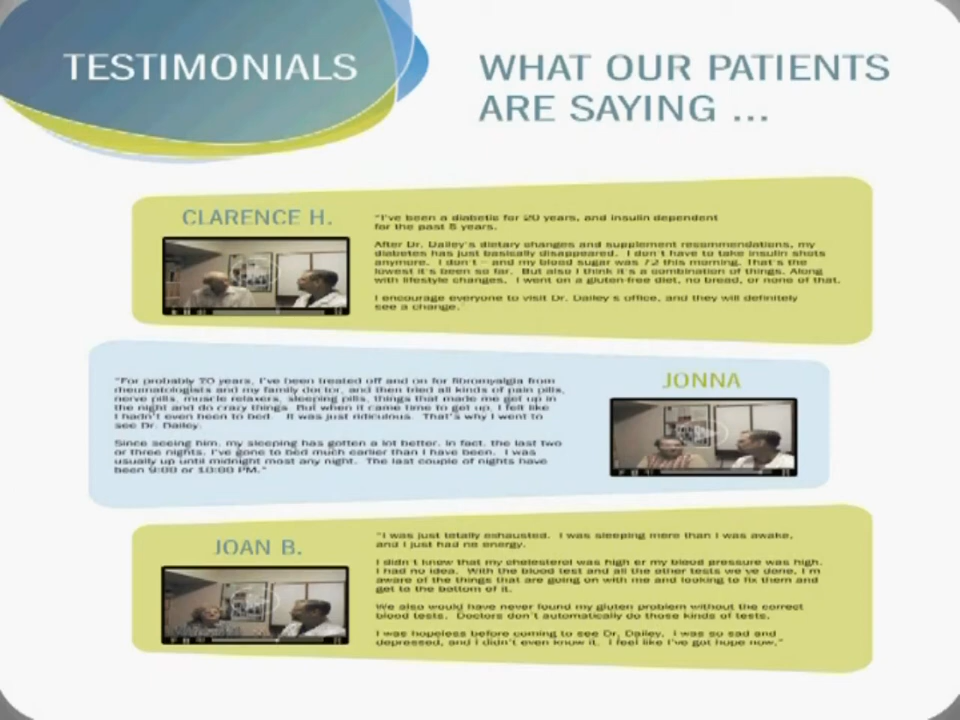 TESTIMONIALS
WHAT OUR PATIENTS
ARE SAYING ...
CLARENCE H.
"I've been a diabetic for 20 years, and insulin dependent
for the past 8 years.
After Dr. Dailey's dietary changes and supplement recommendations, my
diabetes has just basically disappeared. I don't have to take insulin shots
anymore. I don't – and my blood sugar was 72 this morning. That's the
lowest it's been so far. But also I think it's a combination of things. Along
with lifestyle changes. I went on a gluten-free diet, no bread, or none of that.
I encourage everyone to visit Dr. Dailey's office, and they will definitely
see a change."
JONNA
"For probably 20 years, I've been treated off and on for fibromyalgia from
rheumatologists and my family doctor, and then tried all kinds of pain pills,
nerve pills, muscle relaxers, sleeping pills, things that made me get up in
the night and do crazy things. But when it came time to get up, I felt like
I hadn't even been to bed. It was just ridiculous. That's why I went to
see Dr. Dailey.
Since seeing him, my sleeping has gotten a lot better. In fact, the last two
or three nights, I've gone to bed much earlier than I have been. I was
usually up until midnight most any night. The last couple of nights have
been 9:00 or 10:00 PM."
JOAN B.
"I was just totally exhausted. I was sleeping more than I was awake,
and I just had no energy.
I didn't know that my cholesterol was high or my blood pressure was high.
I had no idea. With the blood test and all the other tests we've done, I'm
aware of the things that are going on with me and looking to fix them and
get to the bottom of it.
We also would have never found my gluten problem without the correct
blood tests. Doctors don't automatically do those kinds of tests.
I was hopeless before coming to see Dr. Dailey. I was so sad and
depressed, and I didn't even know it. I feel like I've got hope now."